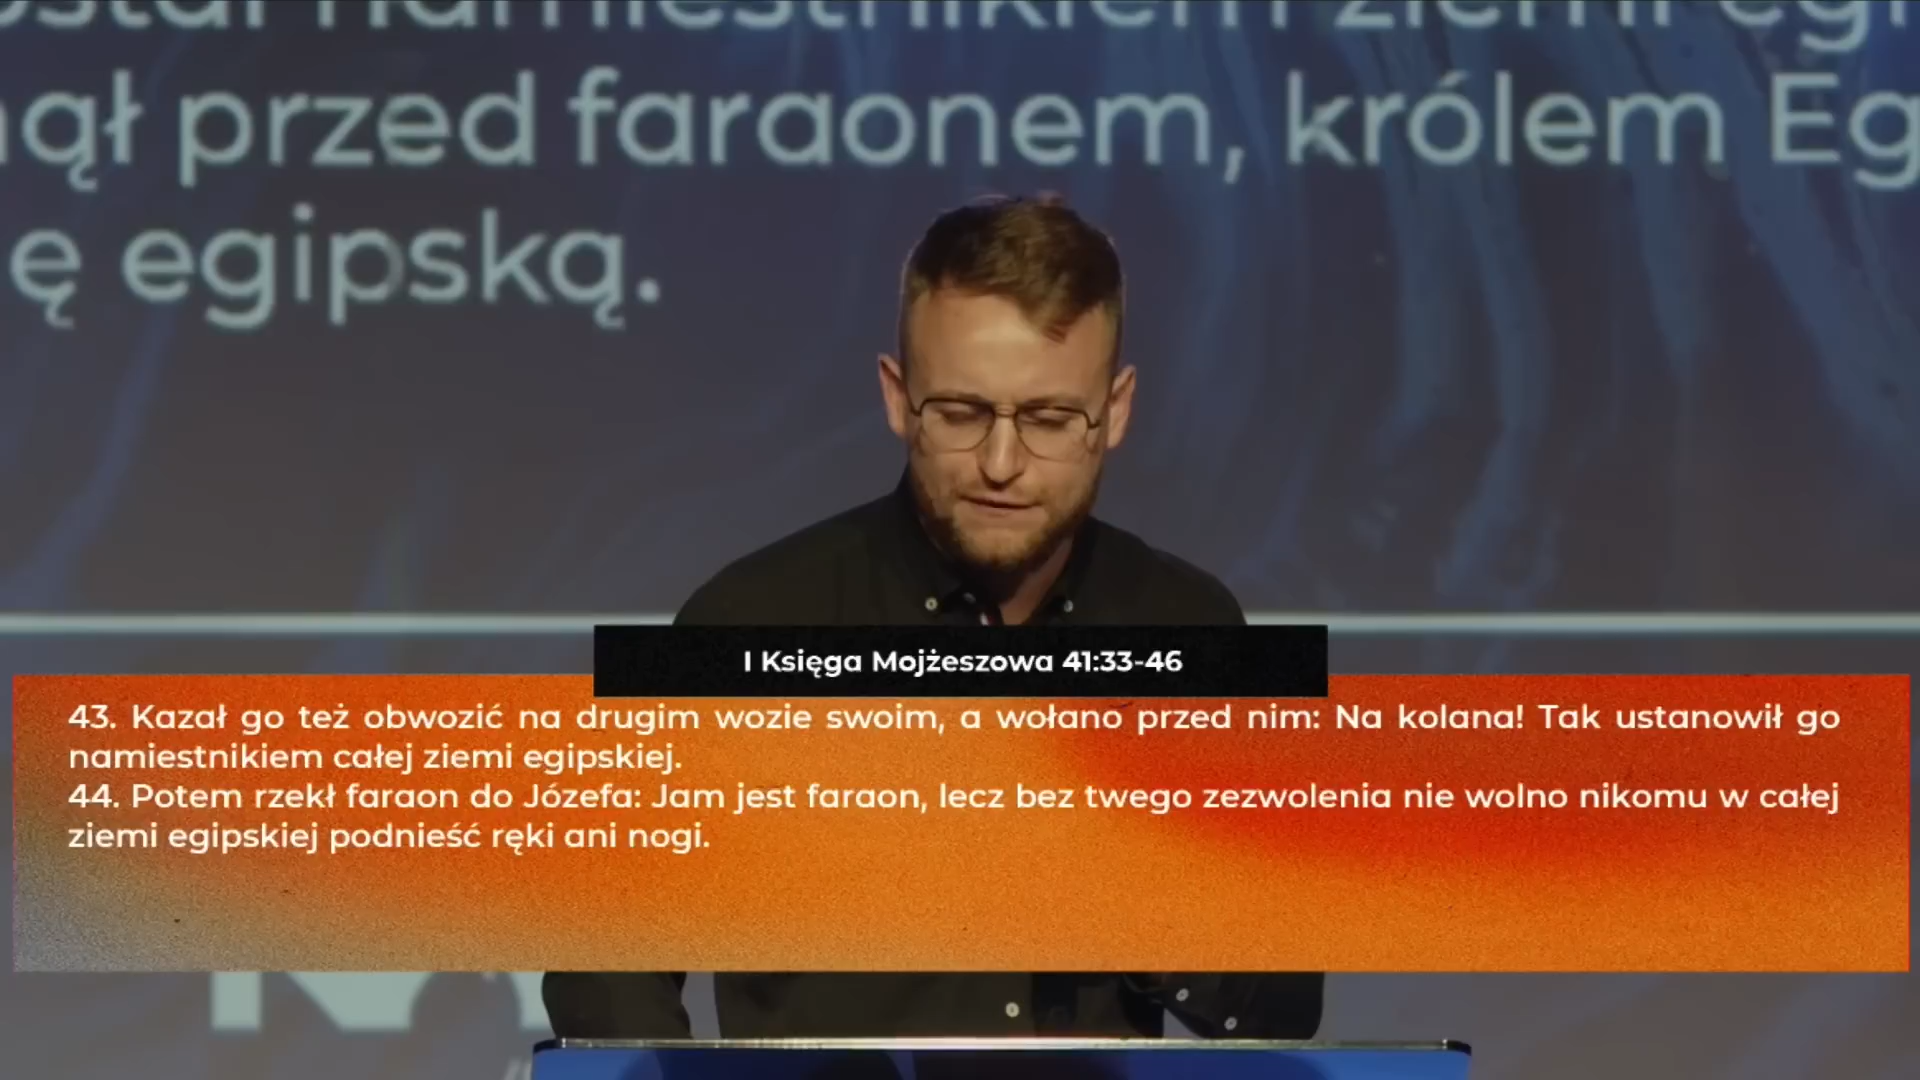 namiestnikiem ziemi
przed faraonem, królem
egipską.
I Księga Mojżeszowa 41:33-46
43. Kazał go też obwozić na drugim wozie swoim, a wołano przed nim: Na kolana! Tak ustanowił go
namiestnikiem całej ziemi egipskiej.
44. Potem rzekł faraon do Józefa: Jam jest faraon, lecz bez twego zezwolenia nie wolno nikomu w całej
ziemi egipskiej podnieść ręki ani nogi.